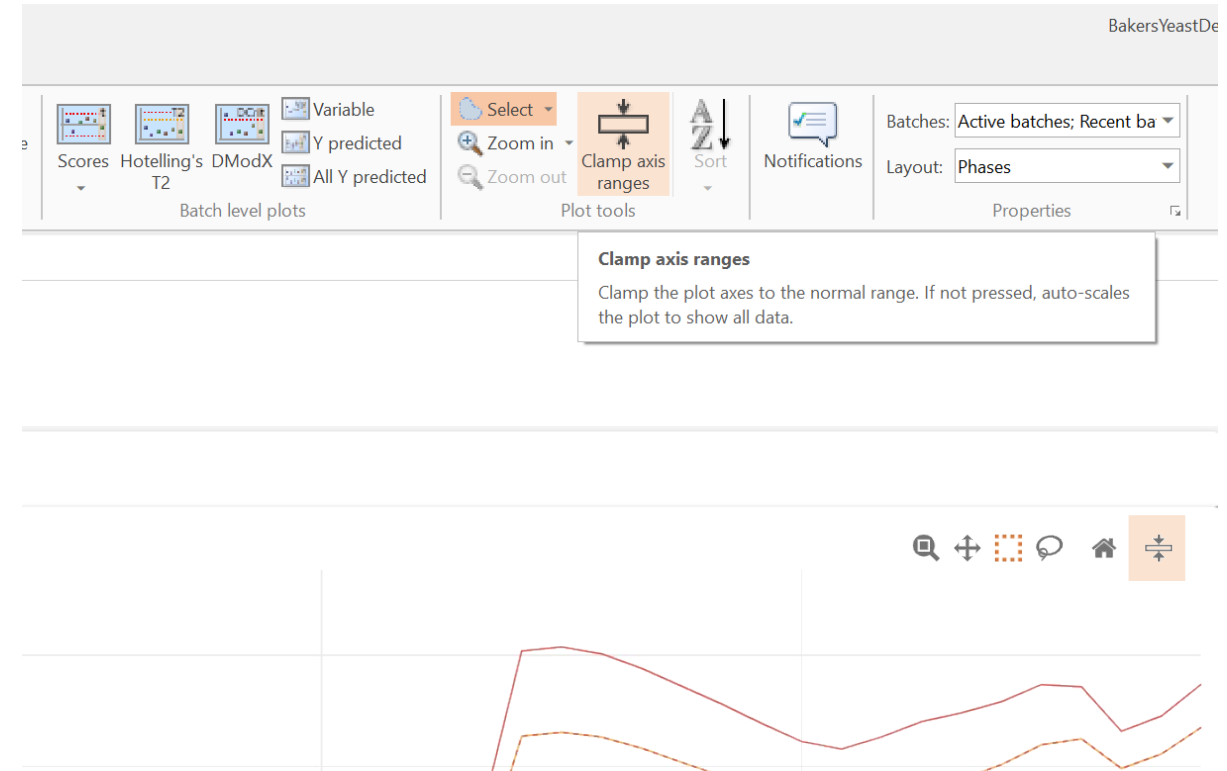 BakersYeastDe
e
Scores
Hotelling's
T2
DModX
Variable
Y predicted
All Y predicted
Batch level plots
Select
Zoom in
Zoom out
Clamp axis
ranges
A
Z
Sort
Plot tools
Notifications
Batches: Active batches; Recent ba
Layout: Phases
Properties
Clamp axis ranges
Clamp the plot axes to the normal range. If not pressed, auto-scales
the plot to show all data.